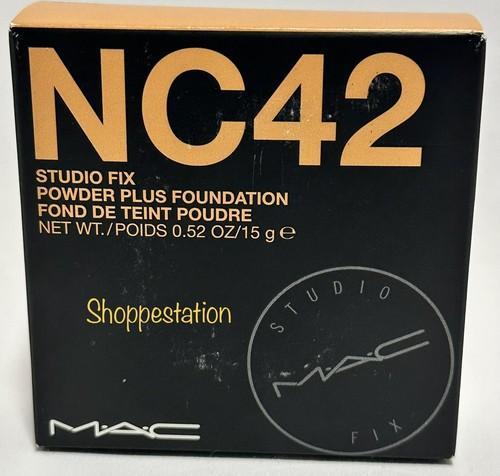 NC42
STUDIO FIX
POWDER PLUS FOUNDATION
FOND DE TEINT POUDRE
NET WT./POIDS 0.52 OZ/15 g ℮
Shoppestation
STUDIO
M·A·C
FIX
M·A·C